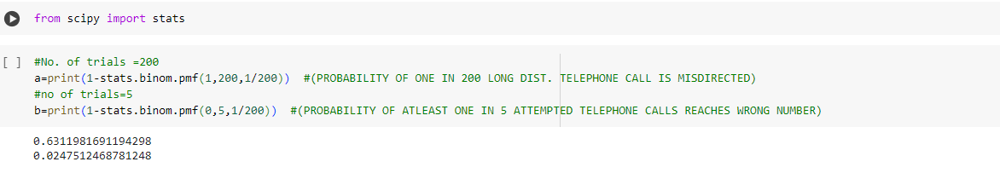 from scipy import stats
[ ] #No. of trials =200
a=print(1-stats.binom.pmf(1,200,1/200)) #(PROBABILITY OF ONE IN 200 LONG DIST. TELEPHONE CALL IS MISDIRECTED)
#no of trials=5
b=print(1-stats.binom.pmf(0,5,1/200)) #(PROBABILITY OF ATLEAST ONE IN 5 ATTEMPTED TELEPHONE CALLS REACHES WRONG NUMBER)
0.6311981691194298
0.0247512468781248